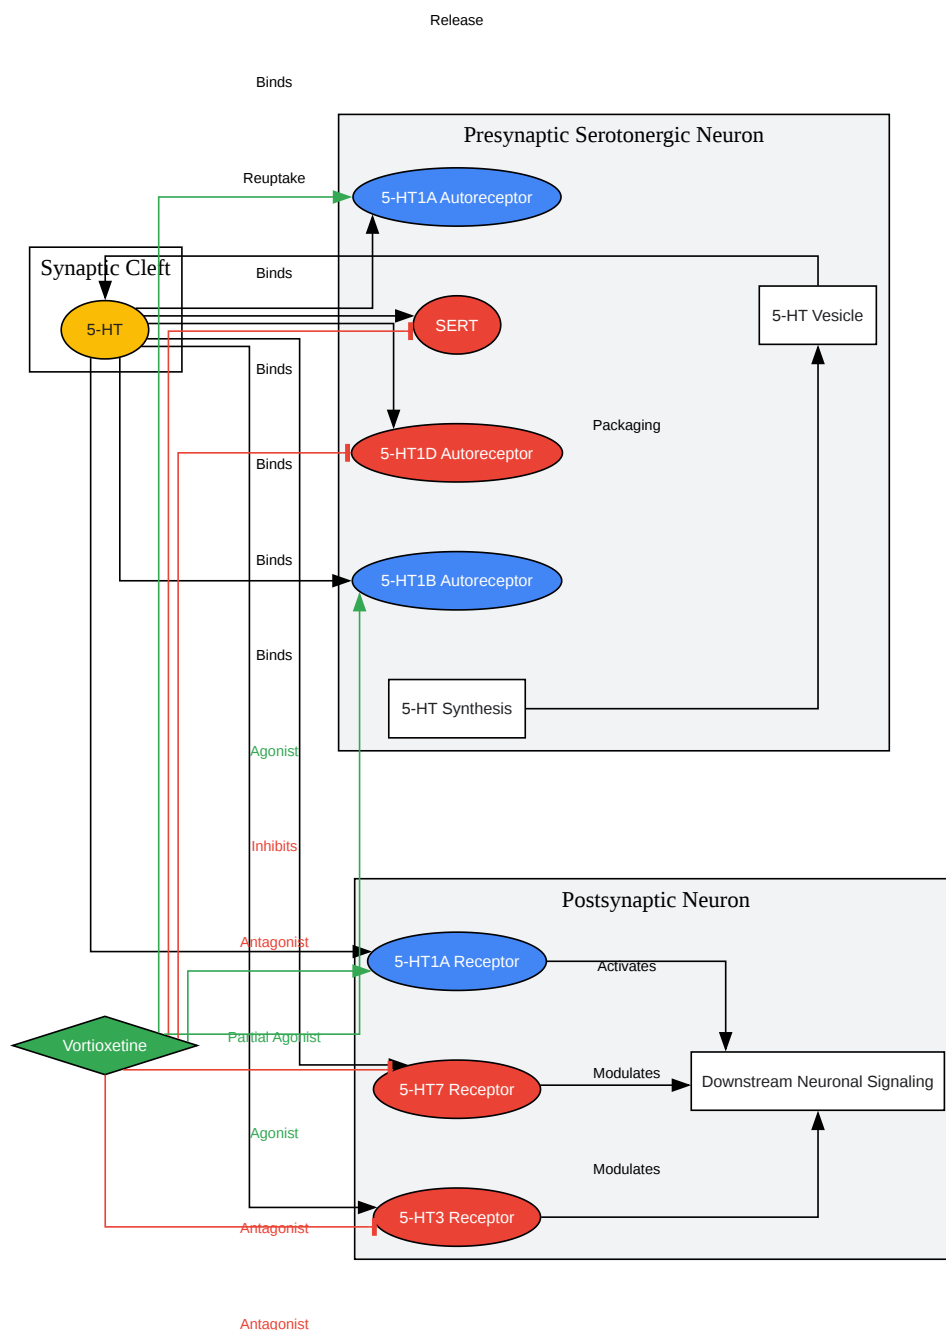 Release
Binds
Presynaptic Serotonergic Neuron
Reuptake
5-HT1A Autoreceptor
Synaptic Cleft
Binds
5-HT
SERT
5-HT Vesicle
Binds
Packaging
5-HT1D Autoreceptor
Binds
Binds
5-HT1B Autoreceptor
Binds
5-HT Synthesis
Agonist
Inhibits
Postsynaptic Neuron
Antagonist
5-HT1A Receptor
Activates
Vortioxetine
Partial Agonist
5-HT7 Receptor
Modulates
Downstream Neuronal Signaling
Agonist
Modulates
5-HT3 Receptor
Antagonist
Antagonist